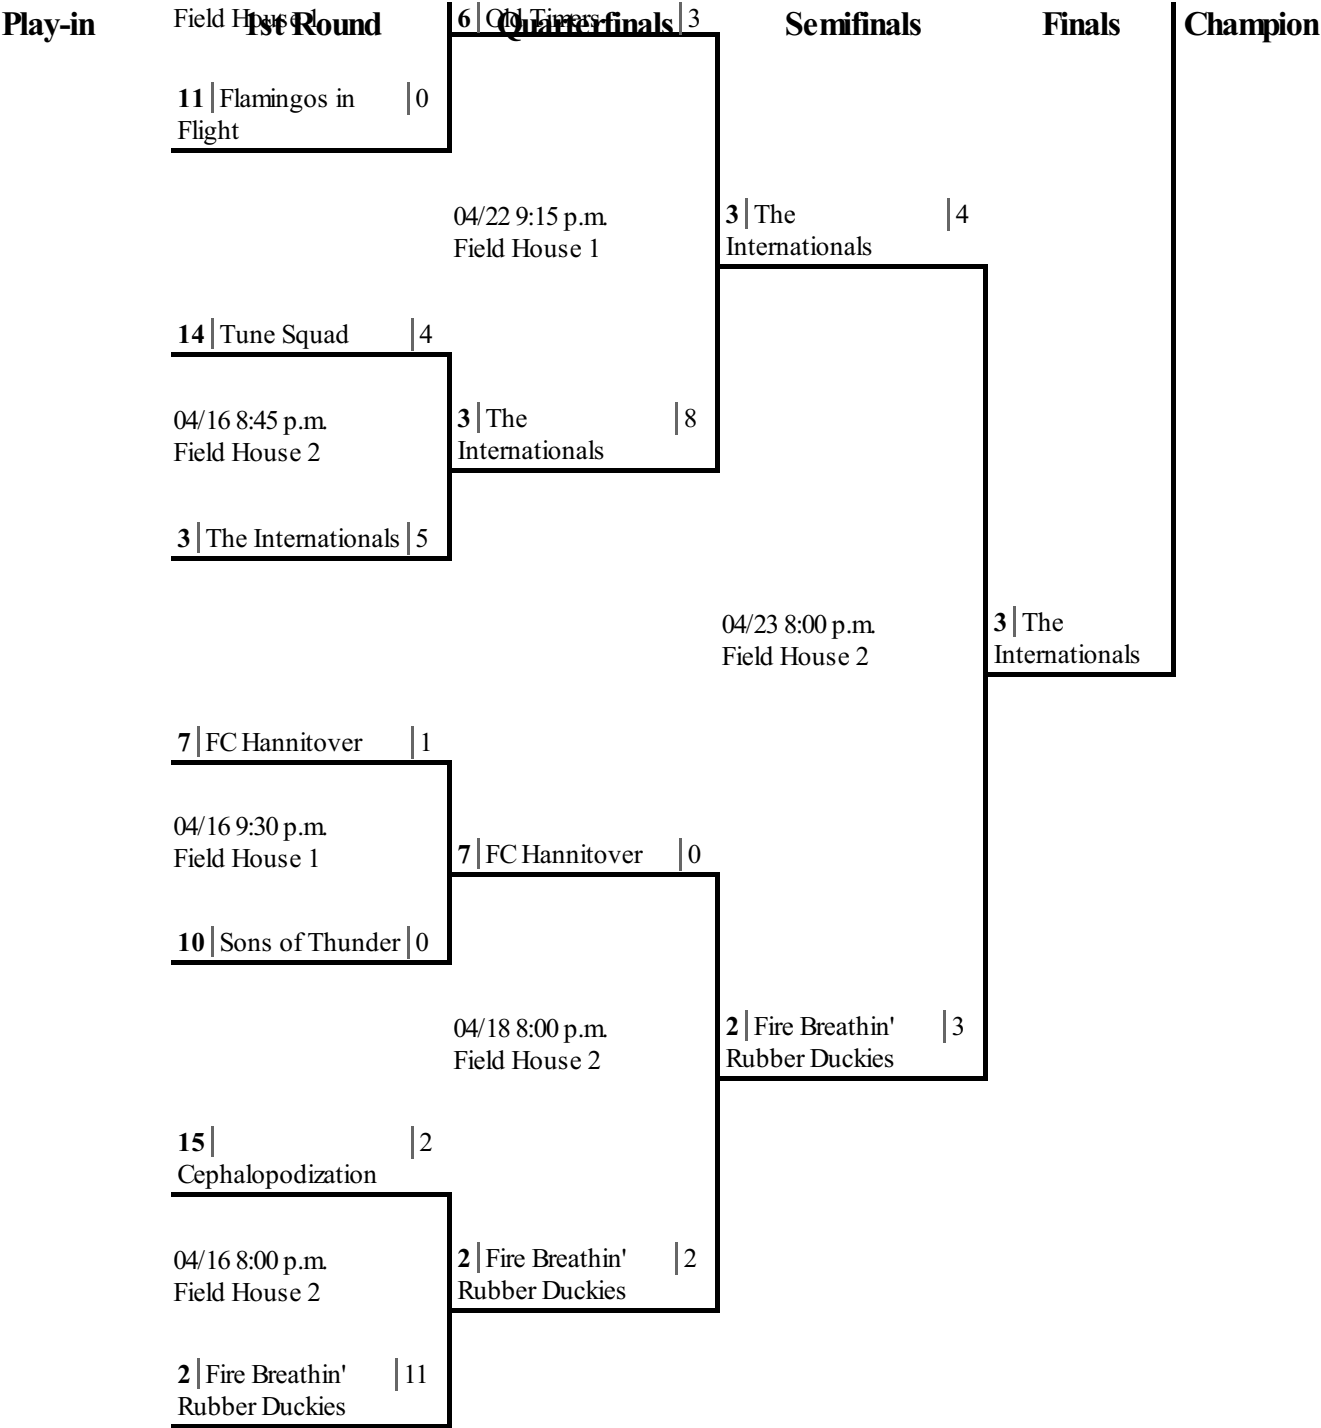 Play-in 1st Round Quarterfinals Semifinals Finals Champion
Field House 1
6 Old Timers 3
11 Flamingos in 0
Flight
04/22 9:15 p.m.
Field House 1
3 The 4
Internationals
14 Tune Squad 4
04/16 8:45 p.m.
Field House 2
3 The 8
Internationals
3 The Internationals 5
04/23 8:00 p.m.
Field House 2
3 The
Internationals
7 FC Hannitover 1
04/16 9:30 p.m.
Field House 1
7 FC Hannitover 0
10 Sons of Thunder 0
04/18 8:00 p.m.
Field House 2
2 Fire Breathin' 3
Rubber Duckies
15 2
Cephalopodization
04/16 8:00 p.m.
Field House 2
2 Fire Breathin' 2
Rubber Duckies
2 Fire Breathin' 11
Rubber Duckies